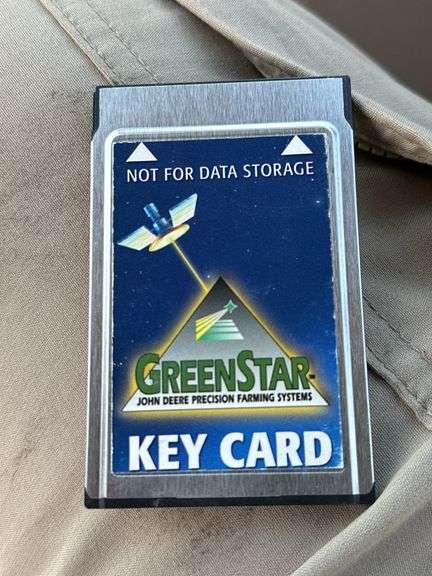 NOT FOR DATA STORAGE
GREENSTAR
JOHN DEERE PRECISION FARMING SYSTEMS
KEY CARD